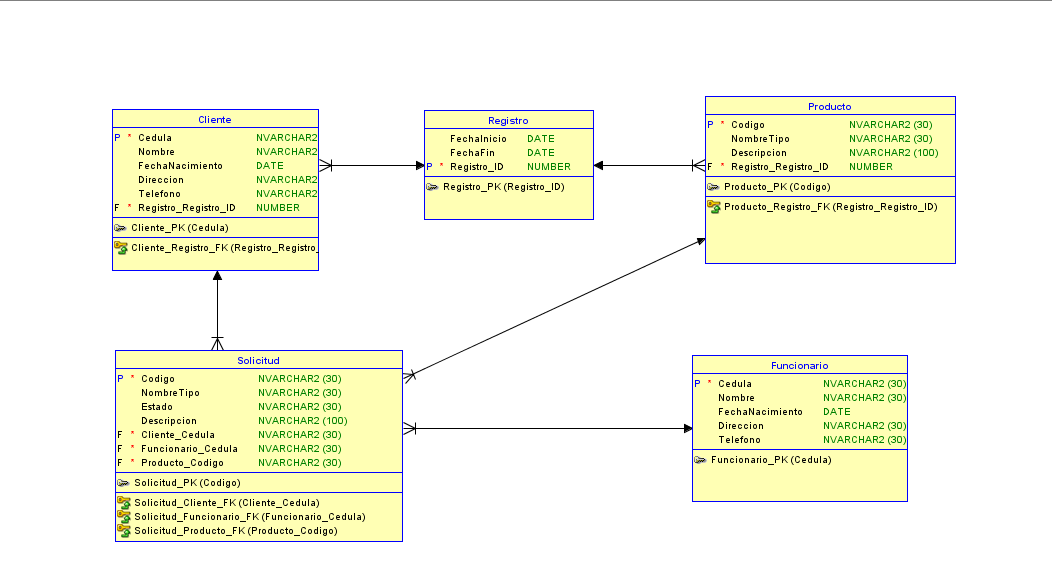 Cliente
P * Cedula NVARCHAR2
Nombre NVARCHAR2
FechaNacimiento DATE
Direccion NVARCHAR2
Telefono NVARCHAR2
F * Registro_Registro_ID NUMBER
Cliente_PK (Cedula)
Cliente_Registro_FK (Registro_Registro_
Registro
FechaInicio DATE
FechaFin DATE
P * Registro_ID NUMBER
Registro_PK (Registro_ID)
Producto
P * Codigo NVARCHAR2 (30)
NombreTipo NVARCHAR2 (30)
Descripcion NVARCHAR2 (100)
F * Registro_Registro_ID NUMBER
Producto_PK (Codigo)
Producto_Registro_FK (Registro_Registro_ID)
Solicitud
P * Codigo NVARCHAR2 (30)
NombreTipo NVARCHAR2 (30)
Estado NVARCHAR2 (30)
Descripcion NVARCHAR2 (100)
F * Cliente_Cedula NVARCHAR2 (30)
F * Funcionario_Cedula NVARCHAR2 (30)
F * Producto_Codigo NVARCHAR2 (30)
Solicitud_PK (Codigo)
Solicitud_Cliente_FK (Cliente_Cedula)
Solicitud_Funcionario_FK (Funcionario_Cedula)
Solicitud_Producto_FK (Producto_Codigo)
Funcionario
P * Cedula NVARCHAR2 (30)
Nombre NVARCHAR2 (30)
FechaNacimiento DATE
Direccion NVARCHAR2 (30)
Telefono NVARCHAR2 (30)
Funcionario_PK (Cedula)